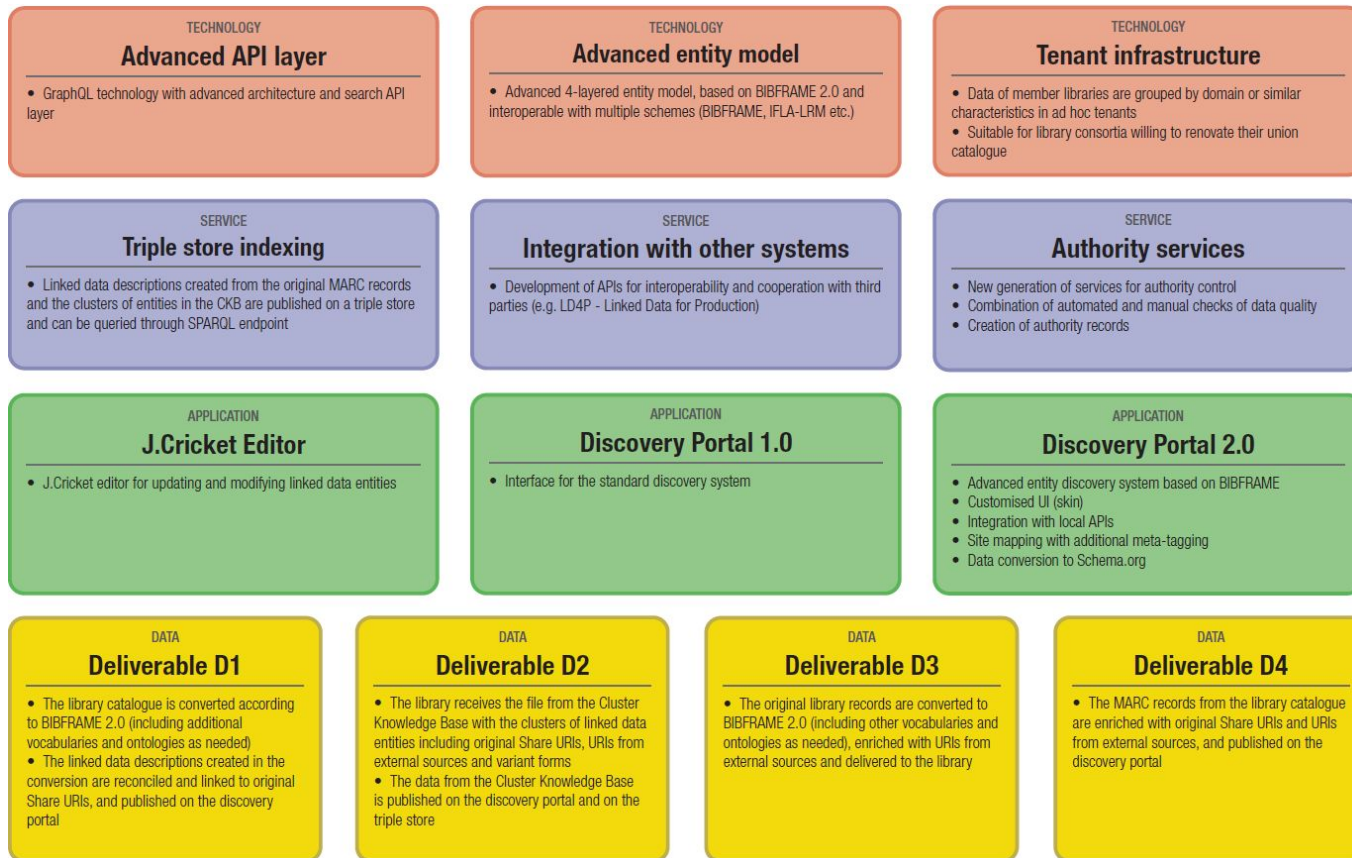 TECHNOLOGY
Advanced API layer
• GraphQL technology with advanced architecture and search API
layer
TECHNOLOGY
Advanced entity model
• Advanced 4-layered entity model, based on BIBFRAME 2.0 and
interoperable with multiple schemes (BIBFRAME, IFLA-LRM etc.)
TECHNOLOGY
Tenant infrastructure
• Data of member libraries are grouped by domain or similar
characteristics in ad hoc tenants
• Suitable for library consortia willing to renovate their union
catalogue
SERVICE
Triple store indexing
• Linked data descriptions created from the original MARC records
and the clusters of entities in the CKB are published on a triple store
and can be queried through SPARQL endpoint
SERVICE
Integration with other systems
• Development of APIs for interoperability and cooperation with third
parties (e.g. LD4P - Linked Data for Production)
SERVICE
Authority services
• New generation of services for authority control
• Combination of automated and manual checks of data quality
• Creation of authority records
APPLICATION
J.Cricket Editor
• J.Cricket editor for updating and modifying linked data entities
APPLICATION
Discovery Portal 1.0
• Interface for the standard discovery system
APPLICATION
Discovery Portal 2.0
• Advanced entity discovery system based on BIBFRAME
• Customised UI (skin)
• Integration with local APIs
• Site mapping with additional meta-tagging
• Data conversion to Schema.org
DATA
Deliverable D1
• The library catalogue is converted according
to BIBFRAME 2.0 (including additional
vocabularies and ontologies as needed)
• The linked data descriptions created in the
conversion are reconciled and linked to original
Share URIs, and published on the discovery
portal
DATA
Deliverable D2
• The library receives the file from the Cluster
Knowledge Base with the clusters of linked data
entities including original Share URIs, URIs from
external sources and variant forms
• The data from the Cluster Knowledge Base
is published on the discovery portal and on the
triple store
DATA
Deliverable D3
• The original library records are converted to
BIBFRAME 2.0 (including other vocabularies and
ontologies as needed), enriched with URIs from
external sources and delivered to the library
DATA
Deliverable D4
• The MARC records from the library catalogue
are enriched with original Share URIs and URIs
from external sources, and published on the
discovery portal